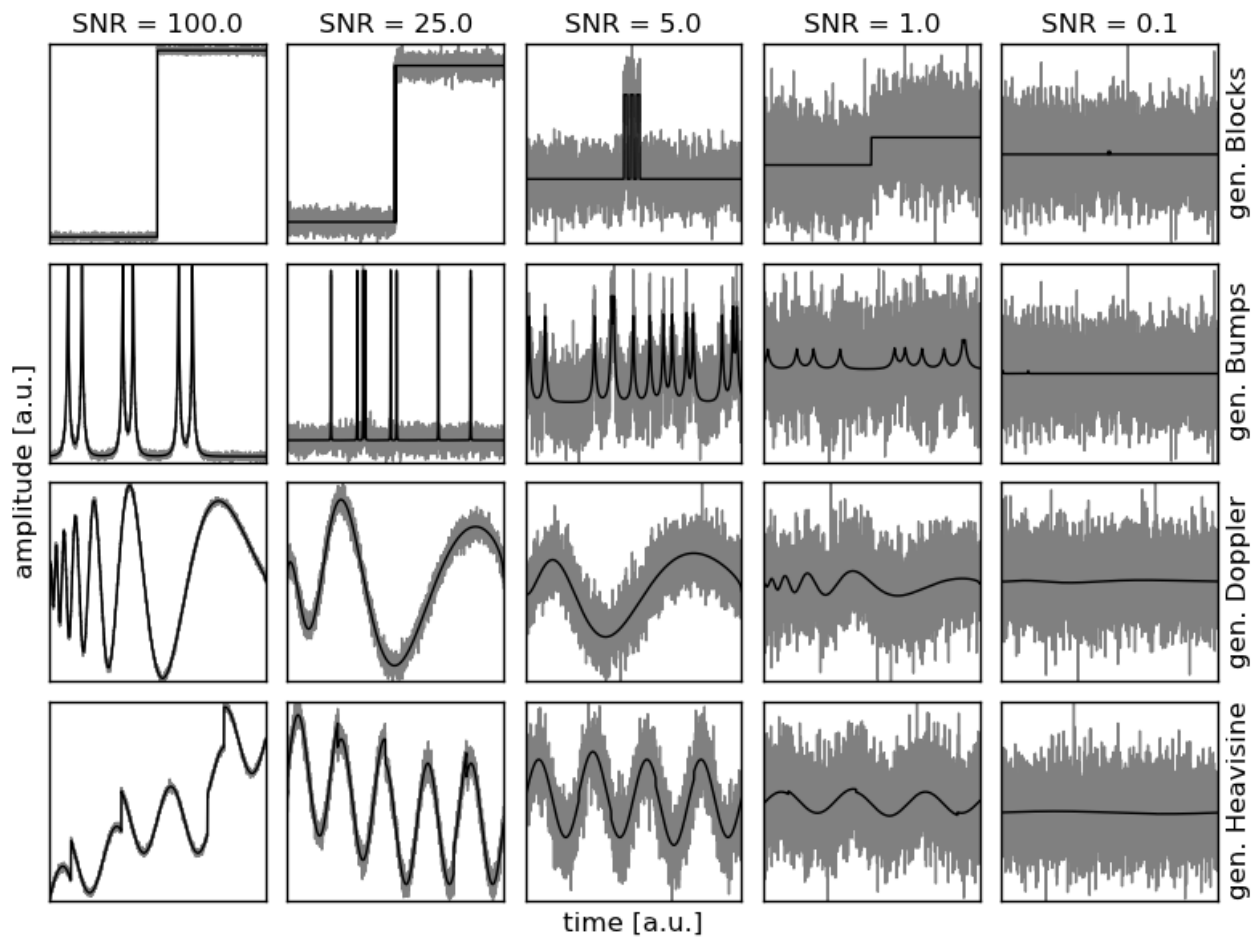 SNR = 100.0
SNR = 25.0
SNR = 5.0
SNR = 1.0
SNR = 0.1
gen. Blocks
gen. Bumps
gen. Doppler
gen. Heavisine
amplitude [a.u.]
time [a.u.]